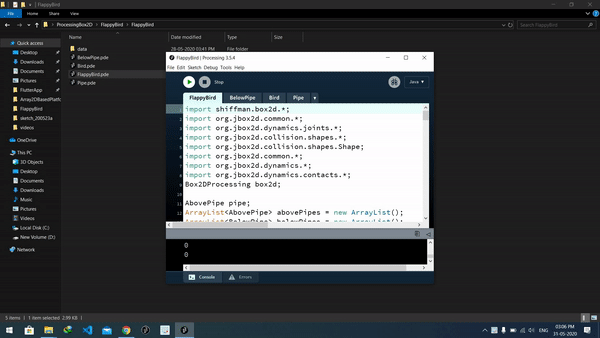 FlappyBird
File Home Share View
ProcessingBox2D FlappyBird FlappyBird
Search FlappyBird
Name Date modified Type Size
Quick access
Desktop
Downloads
Documents
Pictures
FlutterApp
Array2DBasedPlatfo
FlappyBird
sketch_200523a
videos
OneDrive
This PC
3D Objects
Desktop
Downloads
Documents
Music
Pictures
Videos
Local Disk (C:)
New Volume (D:)
Network
data 28-05-2020 03:41 PM File folder
BelowPipe.pde
Bird.pde
FlappyBird.pde
Pipe.pde
FlappyBird | Processing 3.5.4
File Edit Sketch Debug Tools Help
Stop
Java
FlappyBird BelowPipe Bird Pipe
1 import shiffman.box2d.*;
2 import org.jbox2d.common.*;
3 import org.jbox2d.dynamics.joints.*;
4 import org.jbox2d.collision.shapes.*;
5 import org.jbox2d.collision.shapes.Shape;
6 import org.jbox2d.common.*;
7 import org.jbox2d.dynamics.*;
8 import org.jbox2d.dynamics.contacts.*;
9 Box2DProcessing box2d;
10
11 AbovePipe pipe;
12 ArrayList<AbovePipe> abovePipes = new ArrayList();
ArrayList<BelowPipe> belowPipes = new ArrayList();
0
0
Console Errors
5 items 1 item selected 2.99 KB
ENG
03:06 PM
31-05-2020